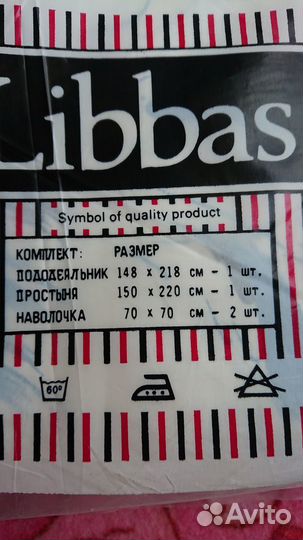 Libbas
Symbol of quality product
КОМПЛЕКТ: РАЗМЕР
ПОДОДЕЯЛЬНИК 148 x 218 см - 1 шт.
ПРОСТЫНЯ 150 x 220 см - 1 шт.
НАВОЛОЧКА 70 x 70 см - 2 шт.
60°
Avito